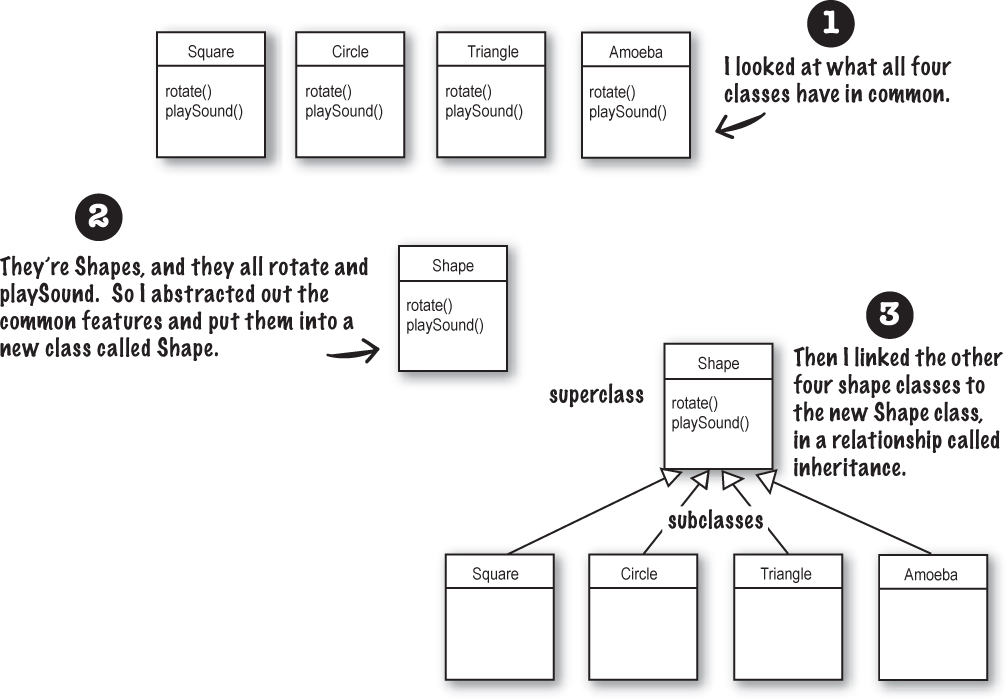 1
Square
rotate()
playSound()
Circle
rotate()
playSound()
Triangle
rotate()
playSound()
Amoeba
rotate()
playSound()
I looked at what all four
classes have in common.
2
They're Shapes, and they all rotate and
playSound. So I abstracted out the
common features and put them into a
new class called Shape.
Shape
rotate()
playSound()
3
Then I linked the other
four shape classes to
the new Shape class,
in a relationship called
inheritance.
superclass
Shape
rotate()
playSound()
subclasses
Square
Circle
Triangle
Amoeba